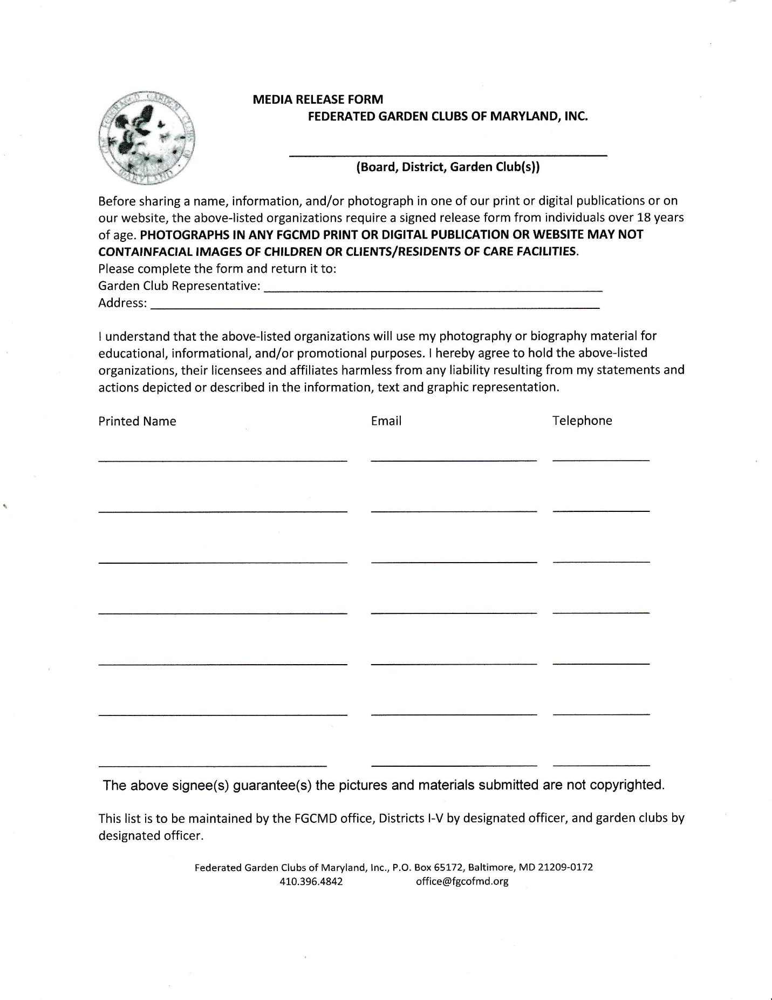 THE FEDERATED GARDEN CLUBS OF MARYLAND
MEDIA RELEASE FORM
FEDERATED GARDEN CLUBS OF MARYLAND, INC.
(Board, District, Garden Club(s))
Before sharing a name, information, and/or photograph in one of our print or digital publications or on
our website, the above-listed organizations require a signed release form from individuals over 18 years
of age. PHOTOGRAPHS IN ANY FGCMD PRINT OR DIGITAL PUBLICATION OR WEBSITE MAY NOT
CONTAINFACIAL IMAGES OF CHILDREN OR CLIENTS/RESIDENTS OF CARE FACILITIES.
Please complete the form and return it to:
Garden Club Representative:
Address:
I understand that the above-listed organizations will use my photography or biography material for
educational, informational, and/or promotional purposes. I hereby agree to hold the above-listed
organizations, their licensees and affiliates harmless from any liability resulting from my statements and
actions depicted or described in the information, text and graphic representation.
Printed Name Email Telephone
The above signee(s) guarantee(s) the pictures and materials submitted are not copyrighted.
This list is to be maintained by the FGCMD office, Districts I-V by designated officer, and garden clubs by
designated officer.
Federated Garden Clubs of Maryland, Inc., P.O. Box 65172, Baltimore, MD 21209-0172
410.396.4842 office@fgcofmd.org